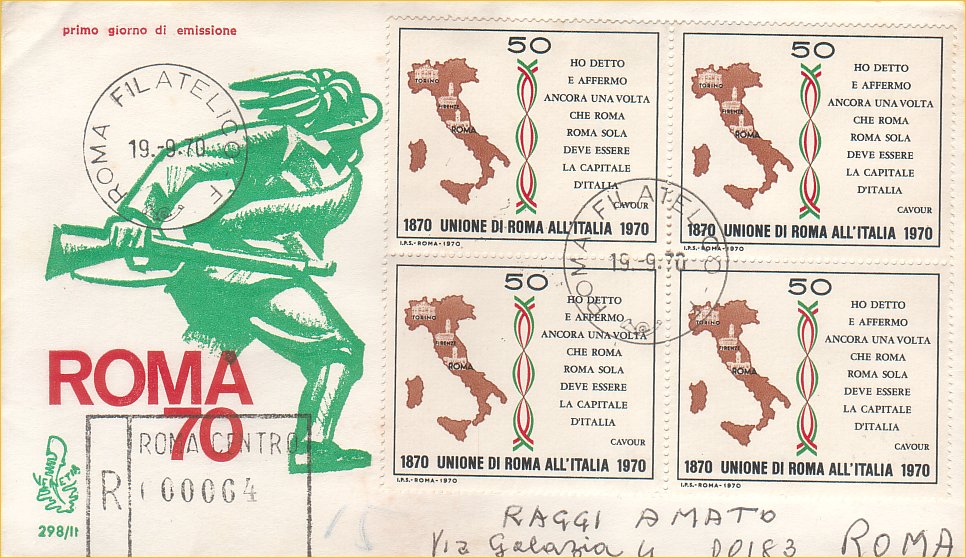 primo giorno di emissione
ROMA FILATELICO
19.-9.70
ROMA
70
ROMA CENTRO
R
00064
298/II
50
HO DETTO
E AFFERMO
ANCORA UNA VOLTA
CHE ROMA
ROMA SOLA
DEVE ESSERE
LA CAPITALE
D'ITALIA
CAVOUR
TORINO
FIRENZE
ROMA
1870 UNIONE DI ROMA ALL'ITALIA 1970
I.P.S.-ROMA-1970
50
HO DETTO
E AFFERMO
ANCORA UNA VOLTA
CHE ROMA
ROMA SOLA
DEVE ESSERE
LA CAPITALE
D'ITALIA
CAVOUR
TORINO
FIRENZE
ROMA
1870 UNIONE DI ROMA ALL'ITALIA 1970
I.P.S.-ROMA-1970
ROMA FILATELICO
19.-9.70
50
HO DETTO
E AFFERMO
ANCORA UNA VOLTA
CHE ROMA
ROMA SOLA
DEVE ESSERE
LA CAPITALE
D'ITALIA
CAVOUR
TORINO
FIRENZE
ROMA
1870 UNIONE DI ROMA ALL'ITALIA 1970
I.P.S.-ROMA-1970
50
HO DETTO
E AFFERMO
ANCORA UNA VOLTA
CHE ROMA
ROMA SOLA
DEVE ESSERE
LA CAPITALE
D'ITALIA
CAVOUR
TORINO
FIRENZE
ROMA
1870 UNIONE DI ROMA ALL'ITALIA 1970
I.P.S.-ROMA-1970
RAGGI AMATO
Via Galazia 4 00183 ROMA